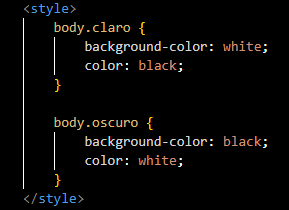 <style>
    body.claro {
        background-color: white;
        color: black;
    }

    body.oscuro {
        background-color: black;
        color: white;
    }
</style>